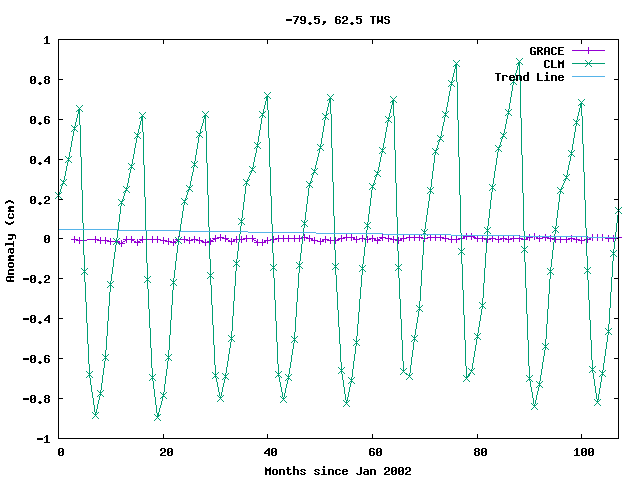 -79.5, 62.5 TWS
GRACE
CLM
Trend Line
1
0.8
0.6
0.4
0.2
0
-0.2
-0.4
-0.6
-0.8
-1
Anomaly (cm)
0 20 40 60 80 100
Months since Jan 2002